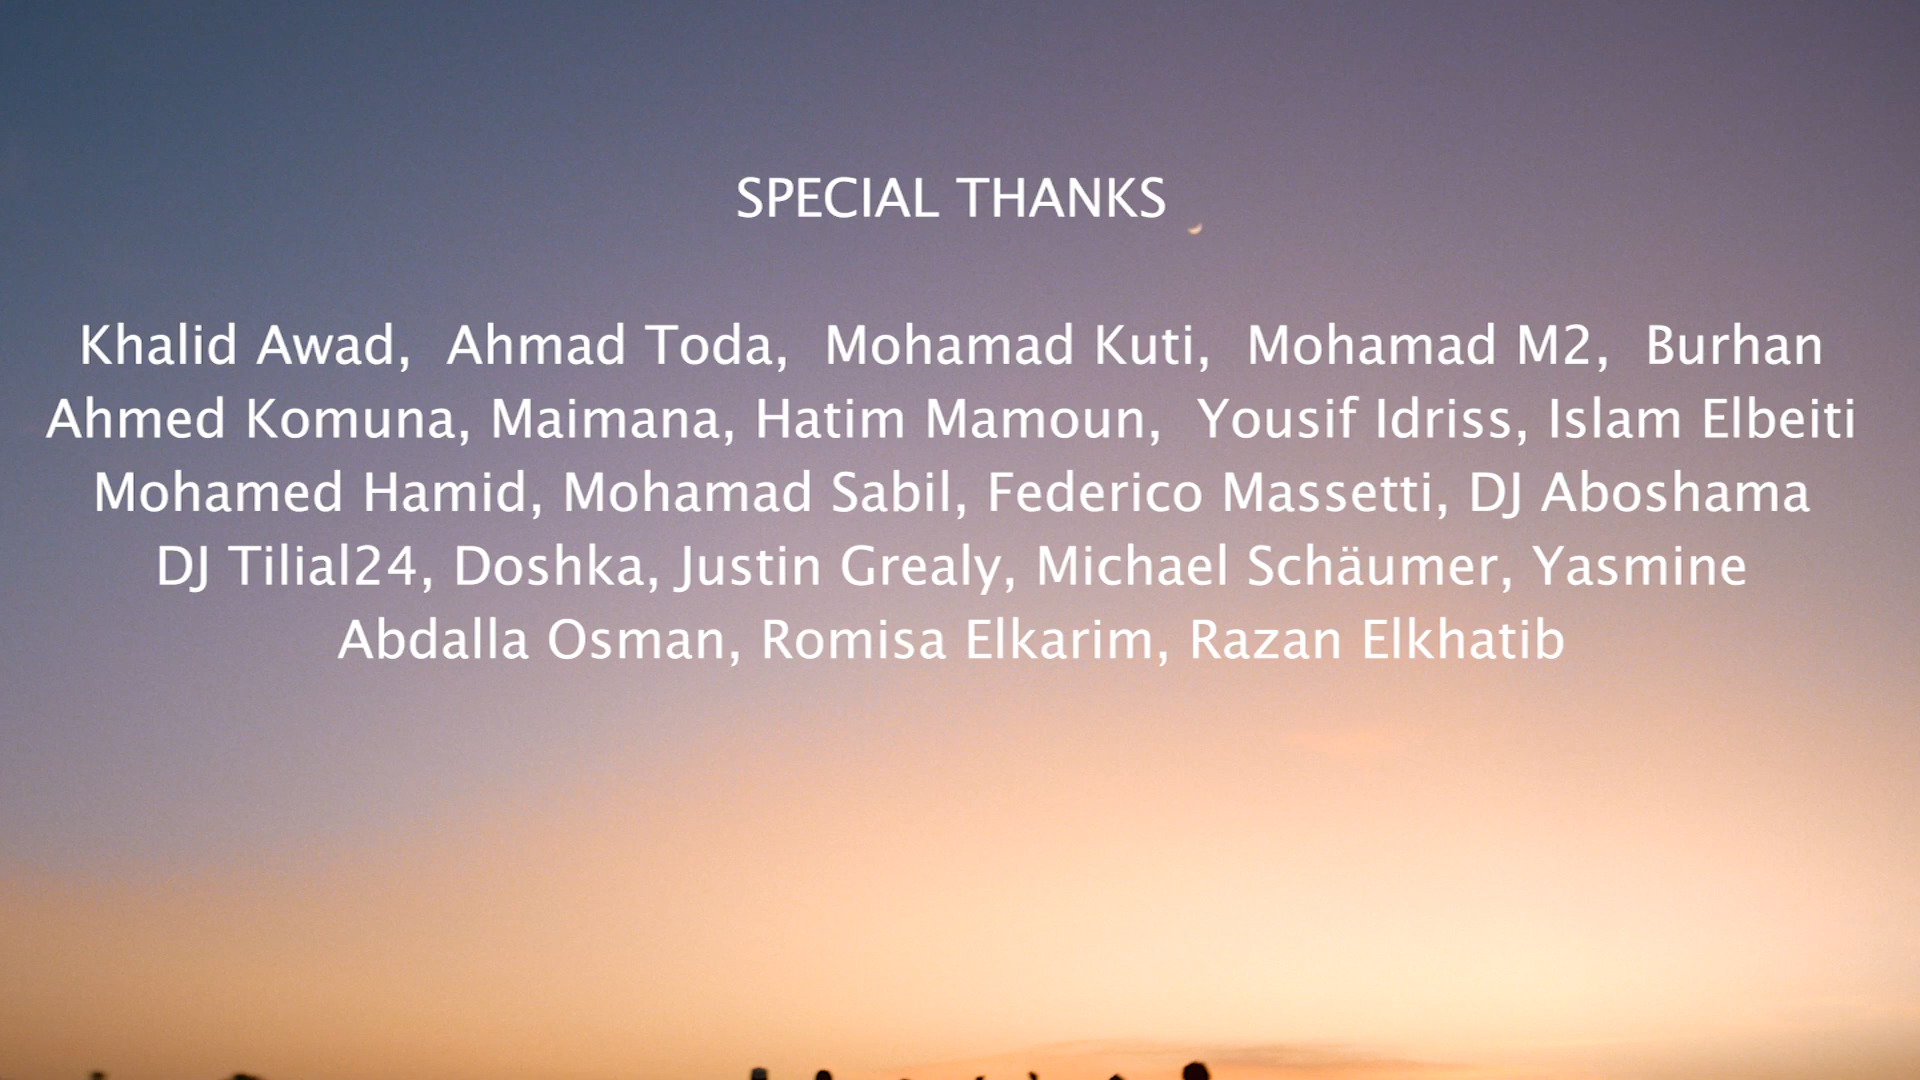 SPECIAL THANKS
Khalid Awad, Ahmad Toda, Mohamad Kuti, Mohamad M2, Burhan
Ahmed Komuna, Maimana, Hatim Mamoun, Yousif Idriss, Islam Elbeiti
Mohamed Hamid, Mohamad Sabil, Federico Massetti, DJ Aboshama
DJ Tilial24, Doshka, Justin Grealy, Michael Schäumer, Yasmine
Abdalla Osman, Romisa Elkarim, Razan Elkhatib